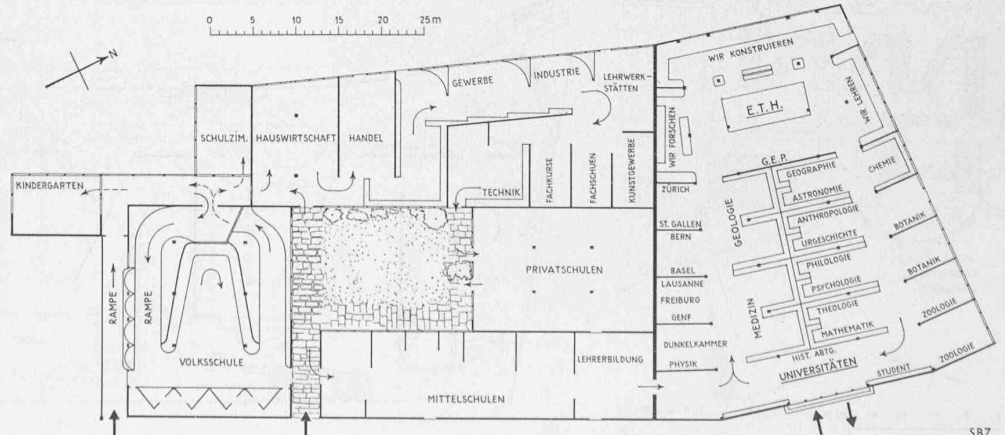 0 5 10 15 20 25 m
N
KINDERGARTEN
SCHULZIM.
HAUSWIRTSCHAFT
HANDEL
GEWERBE
INDUSTRIE
LEHRWERK-
STÄTTEN
TECHNIK
FACHKURSE
FACHSCHUEN
KUNSTGEWERBE
RAMPE
RAMPE
VOLKSSCHULE
PRIVATSCHULEN
MITTELSCHULEN
LEHRERBILDUNG
WIR KONSTRUIEREN
E.T.H.
WIR LEHREN
WIR FORSCHEN
ZÜRICH
ST. GALLEN
BERN
BASEL
LAUSANNE
FREIBURG
GENF
DUNKELKAMMER
PHYSIK
G.E.P.
GEOLOGIE
MEDIZIN
GEOGRAPHIE
ASTRONOMIE
ANTHROPOLOGIE
URGESCHICHTE
PHILOLOGIE
PSYCHOLOGIE
THEOLOGIE
MATHEMATIK
HIST. ABTG.
UNIVERSITÄTEN
CHEMIE
BOTANIK
BOTANIK
ZOOLOGIE
ZOOLOGIE
STUDENT
SBZ